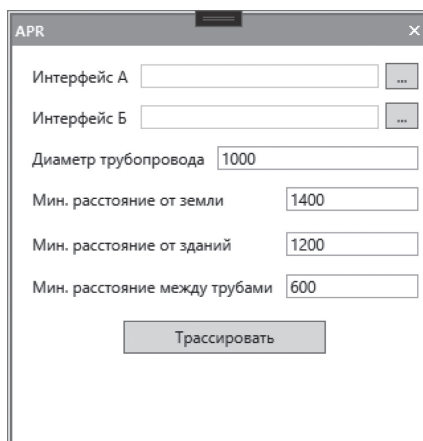 APR
Интерфейс А ...
Интерфейс Б ...
Диаметр трубопровода 1000
Мин. расстояние от земли 1400
Мин. расстояние от зданий 1200
Мин. расстояние между трубами 600
Трассировать